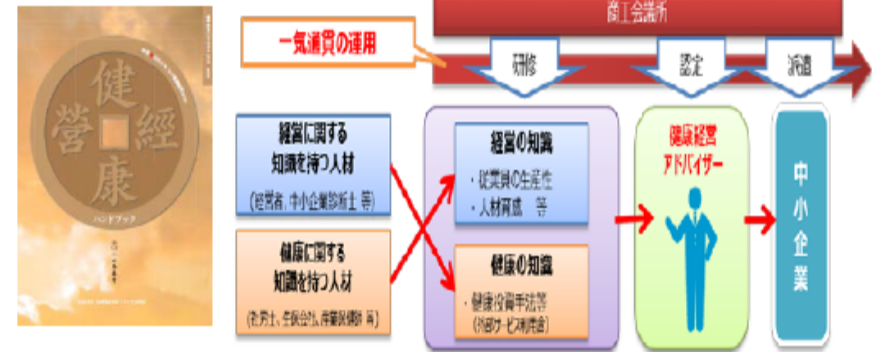 健
康
經
營
ハンドブック
商工会議所
一気通貫の運用
研修
認定
派遣
経営に関する
知識を持つ人材
(経営者、中小企業診断士 等)
健康に関する
知識を持つ人材
(社労士、生保会社、産業保健師 等)
経営の知識
・従業員の生産性
・人材育成 等
健康の知識
・健康投資手法等
(外部サービス利用含)
健康経営
アドバイザー
中小企業